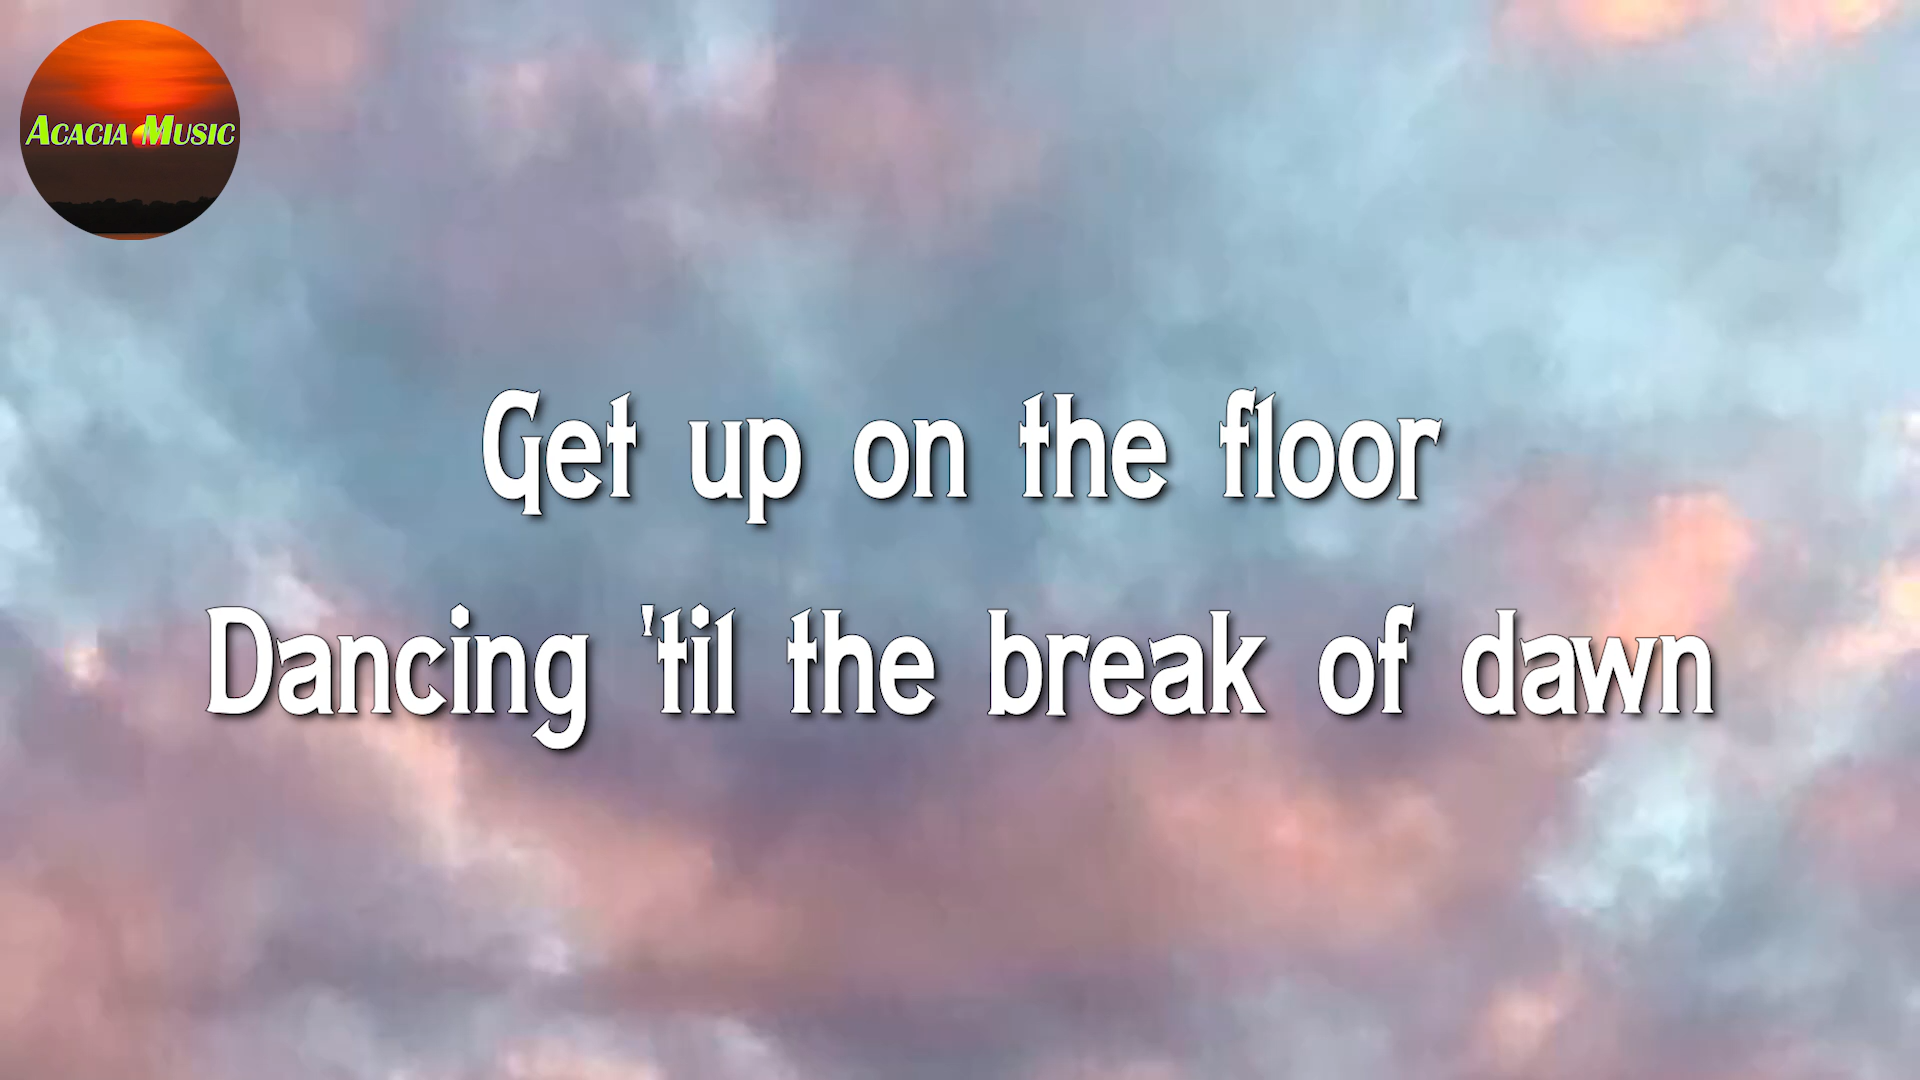 Acacia Music
Get up on the floor
Dancing 'til the break of dawn